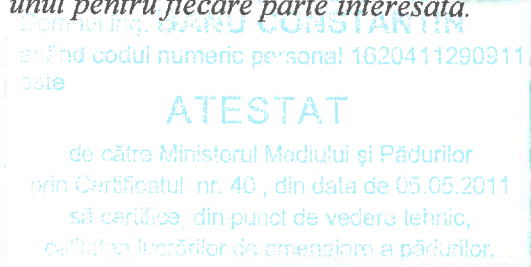 unul pentru fiecare parte interesată.
Domnul ing. BANU CONSTANTIN
având codul numeric personal 1620411290911
este
ATESTAT
de către Ministerul Mediului și Pădurilor
prin Certificatul nr. 40 , din data de 05.05.2011
să certifice, din punct de vedere tehnic,
calitatea lucrărilor de amenajare a pădurilor.